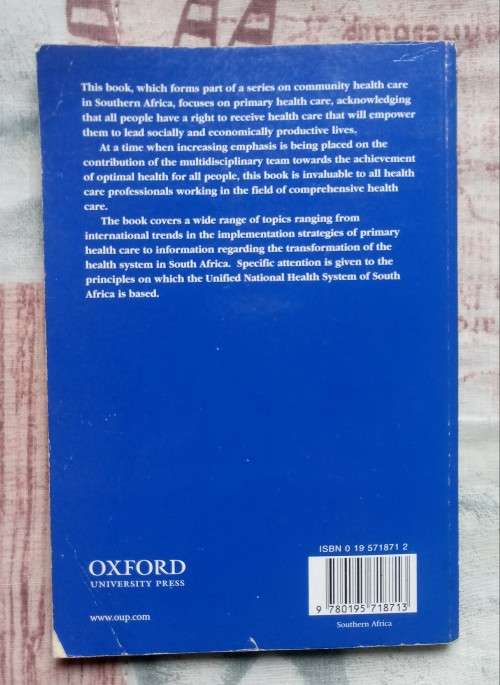 This book, which forms part of a series on community health care
in Southern Africa, focuses on primary health care, acknowledging
that all people have a right to receive health care that will empower
them to lead socially and economically productive lives.
At a time when increasing emphasis is being placed on the
contribution of the multidisciplinary team towards the achievement
of optimal health for all people, this book is invaluable to all health
care professionals working in the field of comprehensive health
care.
The book covers a wide range of topics ranging from
international trends in the implementation strategies of primary
health care to information regarding the transformation of the
health system in South Africa. Specific attention is given to the
principles on which the Unified National Health System of South
Africa is based.
OXFORD
UNIVERSITY PRESS
www.oup.com
ISBN 0 19 571871 2
9 780195 718713
Southern Africa